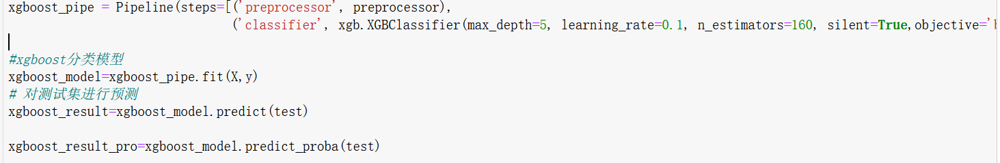 xgboost_pipe = Pipeline(steps=[('preprocessor', preprocessor),
('classifier', xgb.XGBClassifier(max_depth=5, learning_rate=0.1, n_estimators=160, silent=True,objective='b
#xgboost分类模型
xgboost_model=xgboost_pipe.fit(X,y)
# 对测试集进行预测
xgboost_result=xgboost_model.predict(test)
xgboost_result_pro=xgboost_model.predict_proba(test)